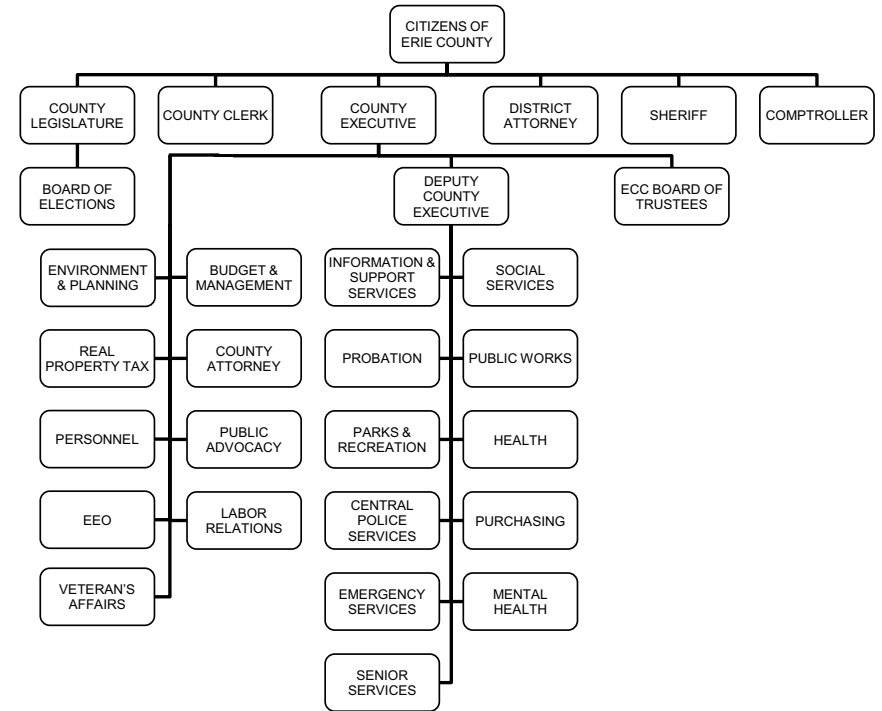 CITIZENS OF
ERIE COUNTY
COUNTY
LEGISLATURE
COUNTY CLERK
COUNTY
EXECUTIVE
DISTRICT
ATTORNEY
SHERIFF
COMPTROLLER
BOARD OF
ELECTIONS
DEPUTY
COUNTY
EXECUTIVE
ECC BOARD OF
TRUSTEES
ENVIRONMENT
& PLANNING
BUDGET &
MANAGEMENT
INFORMATION &
SUPPORT
SERVICES
SOCIAL
SERVICES
REAL
PROPERTY TAX
COUNTY
ATTORNEY
PROBATION
PUBLIC WORKS
PERSONNEL
PUBLIC
ADVOCACY
PARKS &
RECREATION
HEALTH
EEO
LABOR
RELATIONS
CENTRAL
POLICE
SERVICES
PURCHASING
VETERAN'S
AFFAIRS
EMERGENCY
SERVICES
MENTAL
HEALTH
SENIOR
SERVICES